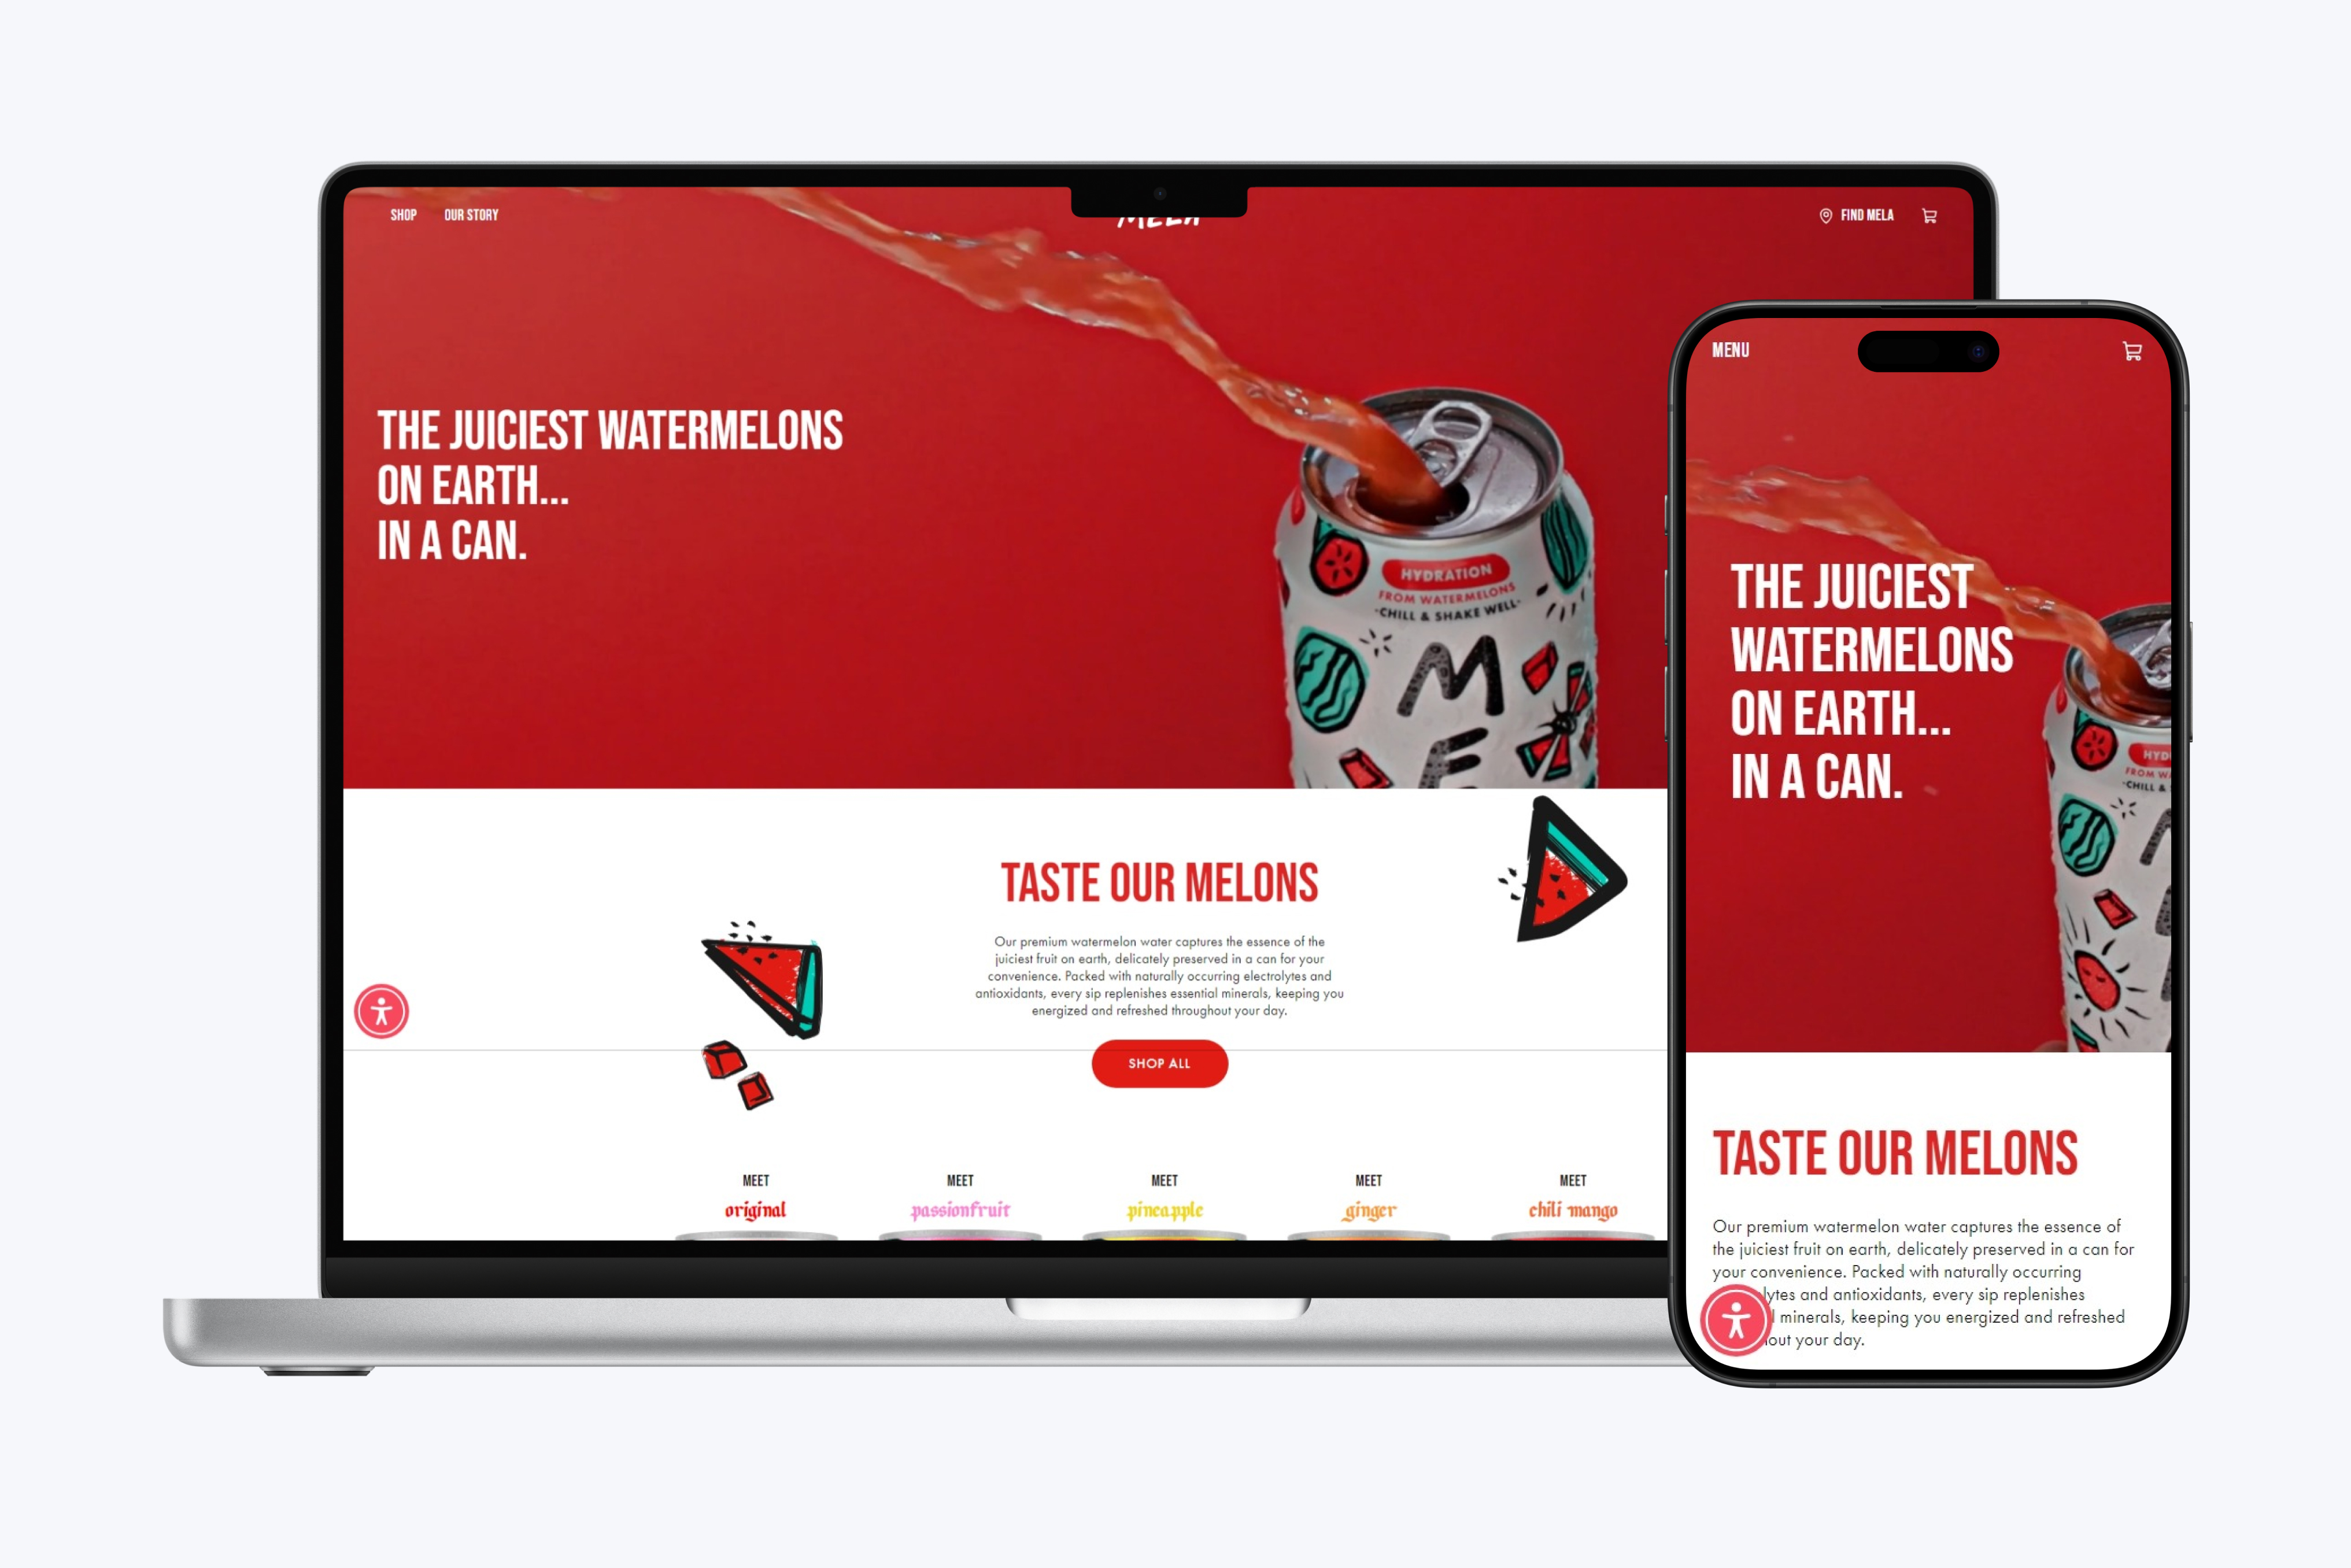 SHOP OUR STORY
MELA
FIND MELA
THE JUICIEST WATERMELONS
ON EARTH...
IN A CAN.
HYDRATION
FROM WATERMELONS
-CHILL & SHAKE WELL-
M
E
TASTE OUR MELONS
Our premium watermelon water captures the essence of the
juiciest fruit on earth, delicately preserved in a can for your
convenience. Packed with naturally occurring electrolytes and
antioxidants, every sip replenishes essential minerals, keeping you
energized and refreshed throughout your day.
SHOP ALL
MEET
original
MEET
passionfruit
MEET
pineapple
MEET
ginger
MEET
chili mango
MENU
THE JUICIEST
WATERMELONS
ON EARTH...
IN A CAN.
HYD
FROM W
-CHILL &
TASTE OUR MELONS
Our premium watermelon water captures the essence of
the juiciest fruit on earth, delicately preserved in a can for
your convenience. Packed with naturally occurring
lytes and antioxidants, every sip replenishes
l minerals, keeping you energized and refreshed
out your day.